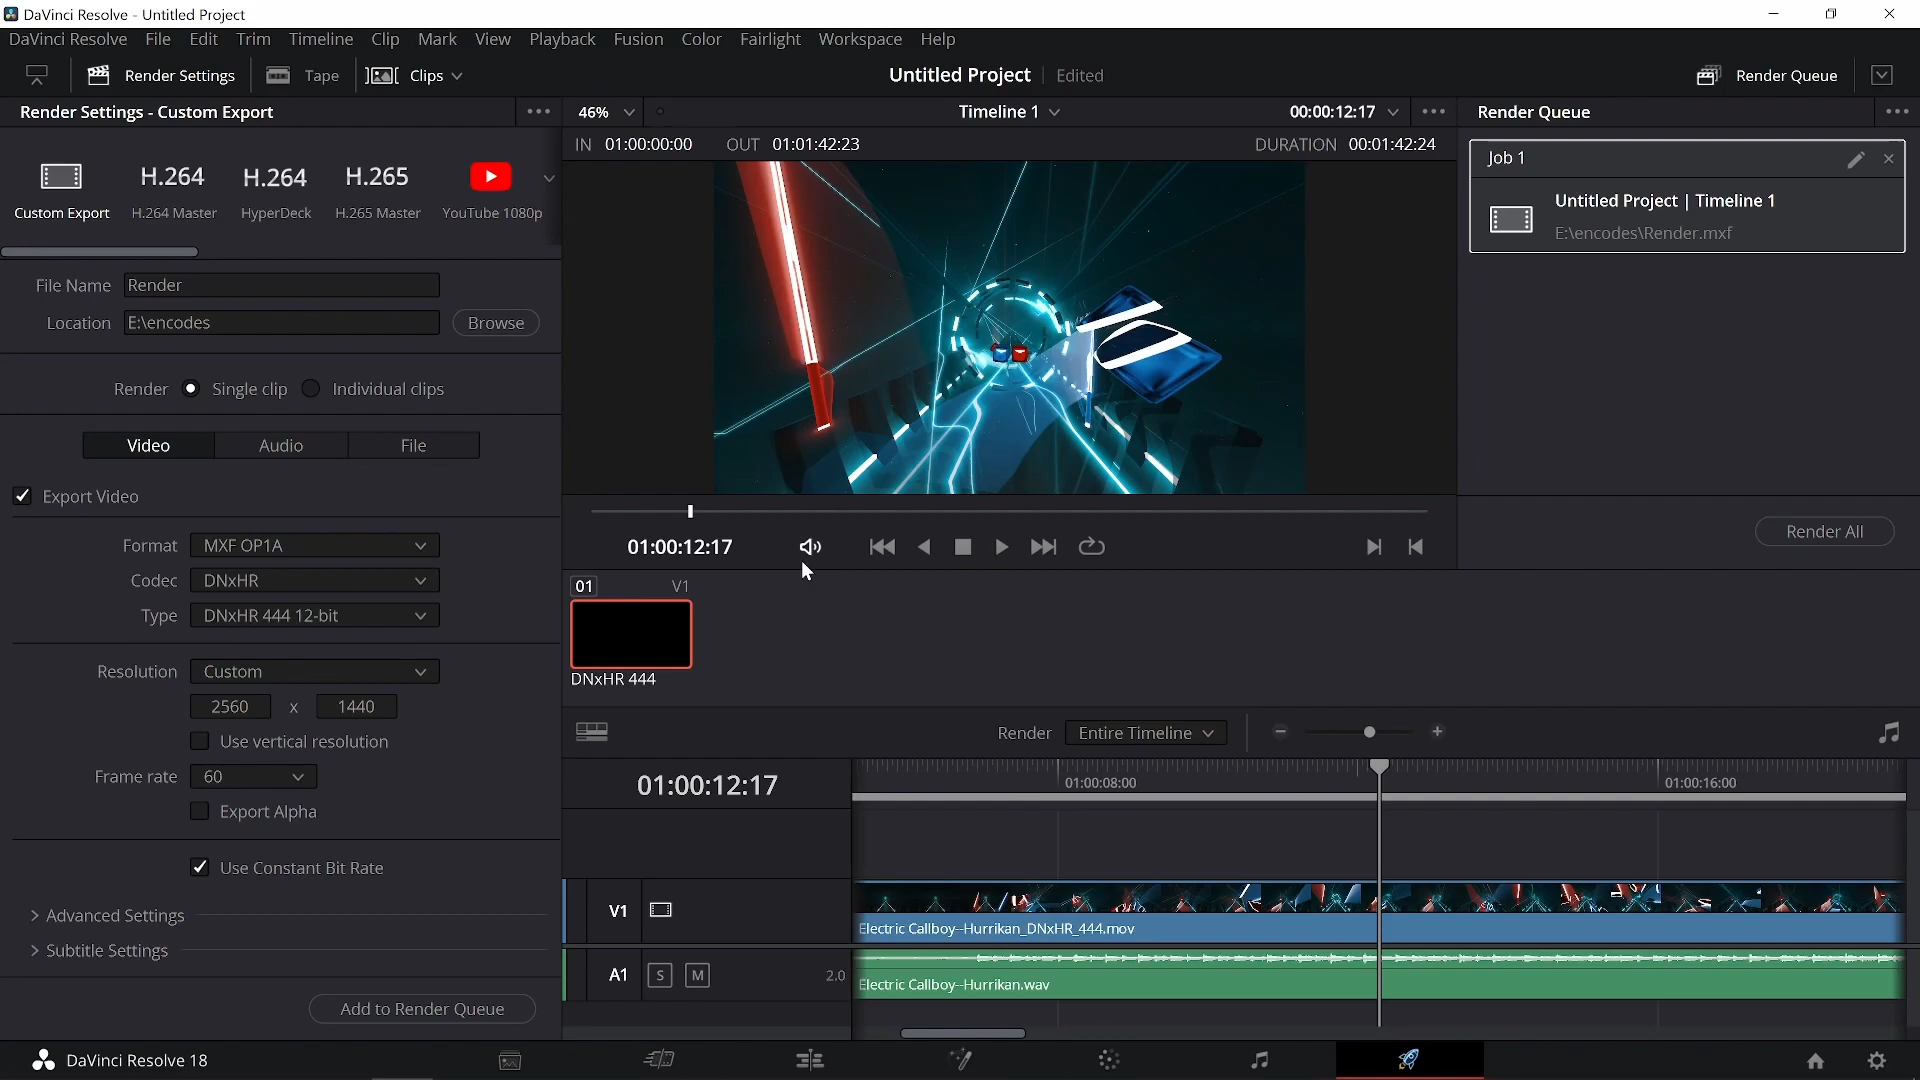 DaVinci Resolve - Untitled Project
DaVinci Resolve File Edit Trim Timeline Clip Mark View Playback Fusion Color Fairlight Workspace Help
Render Settings Tape Clips Untitled Project Edited Render Queue
Render Settings - Custom Export 46% Timeline 1 00:00:12:17 Render Queue
IN 01:00:00:00 OUT 01:01:42:23 DURATION 00:01:42:24
Job 1
H.264 H.264 H.265
Custom Export H.264 Master HyperDeck H.265 Master YouTube 1080p
Untitled Project | Timeline 1
E:\encodes\Render.mxf
File Name Render
Location E:\encodes Browse
Render Single clip Individual clips
Video Audio File
Export Video
Format MXF OP1A
Codec DNxHR
Type DNxHR 444 12-bit
Resolution Custom
2560 x 1440
Use vertical resolution
Frame rate 60
Export Alpha
Use Constant Bit Rate
Advanced Settings
Subtitle Settings
Add to Render Queue
Render All
01:00:12:17
01 V1
DNxHR 444
Render Entire Timeline
01:00:12:17 01:00:08:00 01:00:16:00
V1
Electric Callboy--Hurrikan_DNxHR_444.mov
A1 S M 2.0
Electric Callboy--Hurrikan.wav
DaVinci Resolve 18